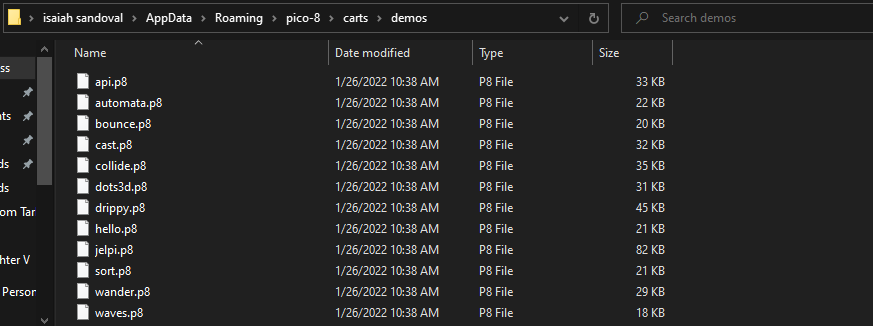 isaiah sandoval > AppData > Roaming > pico-8 > carts > demos Search demos
Name Date modified Type Size
ss
api.p8 1/26/2022 10:38 AM P8 File 33 KB
automata.p8 1/26/2022 10:38 AM P8 File 22 KB
nts bounce.p8 1/26/2022 10:38 AM P8 File 20 KB
cast.p8 1/26/2022 10:38 AM P8 File 32 KB
ds collide.p8 1/26/2022 10:38 AM P8 File 35 KB
ds dots3d.p8 1/26/2022 10:38 AM P8 File 31 KB
om Tar drippy.p8 1/26/2022 10:38 AM P8 File 45 KB
hello.p8 1/26/2022 10:38 AM P8 File 21 KB
hter V jelpi.p8 1/26/2022 10:38 AM P8 File 82 KB
sort.p8 1/26/2022 10:38 AM P8 File 21 KB
Person wander.p8 1/26/2022 10:38 AM P8 File 29 KB
waves.p8 1/26/2022 10:38 AM P8 File 18 KB